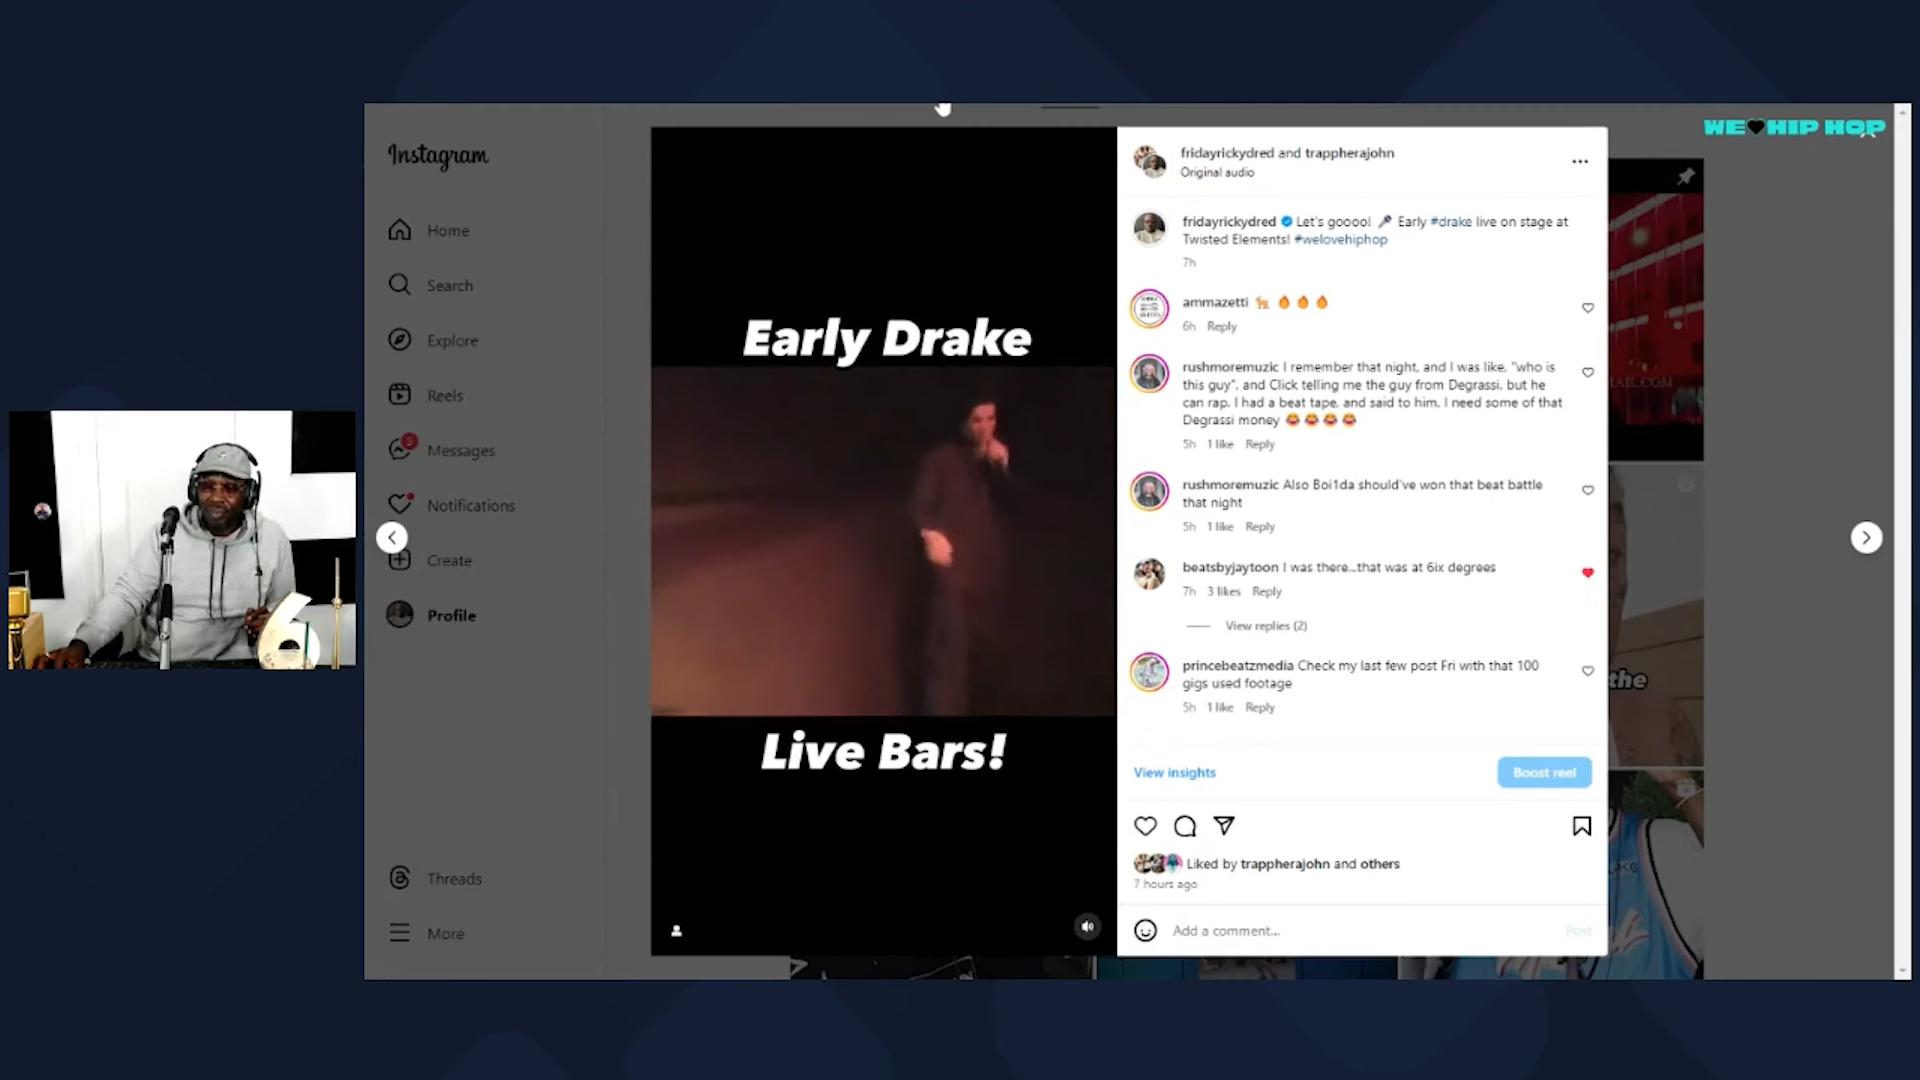 WE HIP HOP
Instagram
Home
Search
Explore
Reels
Messages
Notifications
Create
Profile
Threads
More
Early Drake
Live Bars!
fridayrickydred and trappherajohn
Original audio
fridayrickydred Let's gooool 🎤 Early #drake live on stage at
Twisted Elements! #welovehiphop
7h
ammazetti 🐐 🔥 🔥 🔥
6h Reply
rushmoremuzic I remember that night, and I was like, "who is
this guy", and Click telling me the guy from Degrassi, but he
can rap. I had a beat tape, and said to him, I need some of that
Degrassi money 😂 😂 😂 😂
5h 1 like Reply
rushmoremuzic Also Boi1da should've won that beat battle
that night
5h 1 like Reply
beatsbyjaytoon I was there...that was at 6ix degrees
7h 3 likes Reply
View replies (2)
princebeatzmedia Check my last few post Fri with that 100
gigs used footage
5h 1 like Reply
View insights
Boost reel
Liked by trappherajohn and others
7 hours ago
Add a comment...
Post
the
6